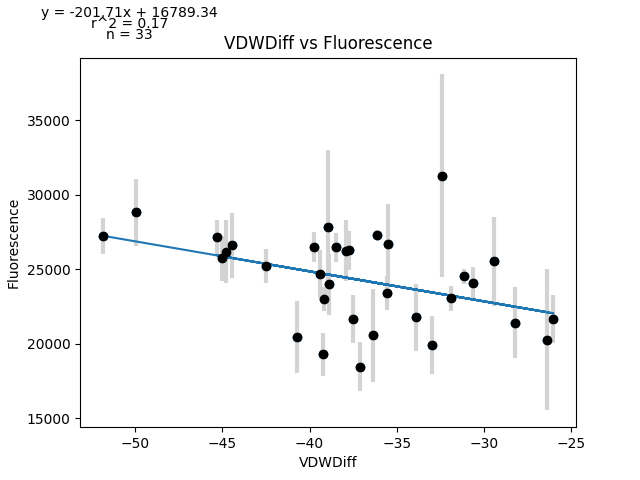 y = -201.71x + 16789.34
r^2 = 0.17
n = 33
VDWDiff vs Fluorescence
35000
30000
25000
20000
15000
Fluorescence
−50
−45
−40
−35
−30
−25
VDWDiff